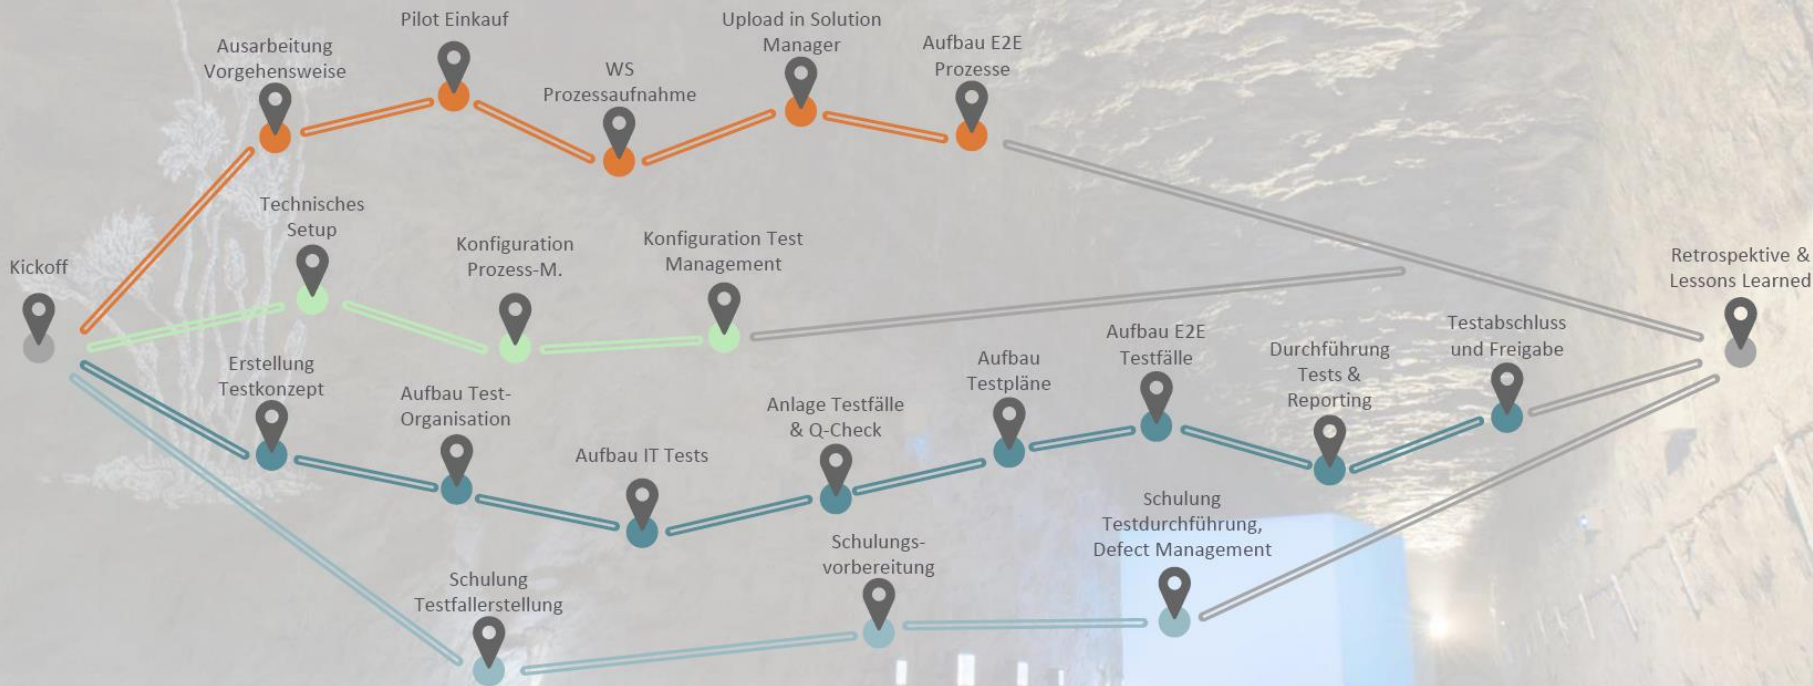 Pilot Einkauf
Ausarbeitung
Vorgehensweise
WS
Prozessaufnahme
Upload in Solution
Manager
Aufbau E2E
Prozesse
Technisches
Setup
Konfiguration
Prozess-M.
Konfiguration Test
Management
Kickoff
Retrospektive &
Lessons Learned
Erstellung
Testkonzept
Aufbau Test-
Organisation
Aufbau IT Tests
Anlage Testfälle
& Q-Check
Aufbau
Testpläne
Aufbau E2E
Testfälle
Durchführung
Tests &
Reporting
Testabschluss
und Freigabe
Schulung
Testfallerstellung
Schulungs-
vorbereitung
Schulung
Testdurchführung,
Defect Management